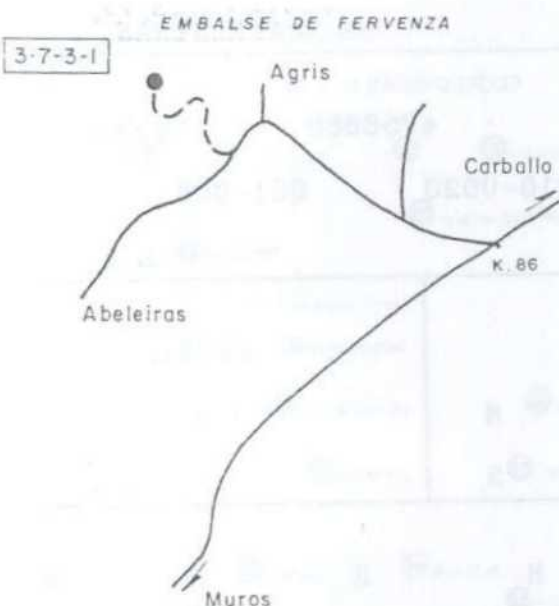 EMBALSE DE FERVENZA
3-7-3-1
Agris
Carballo
K. 86
Abeleiras
Muros